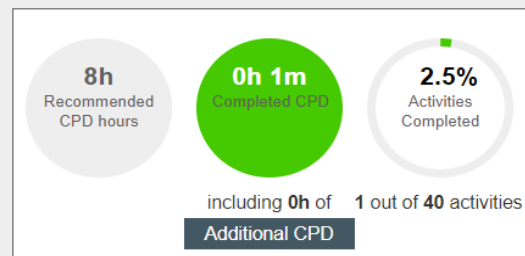 8h
Recommended
CPD hours
0h 1m
Completed CPD
2.5%
Activities
Completed
including 0h of
Additional CPD
1 out of 40 activities